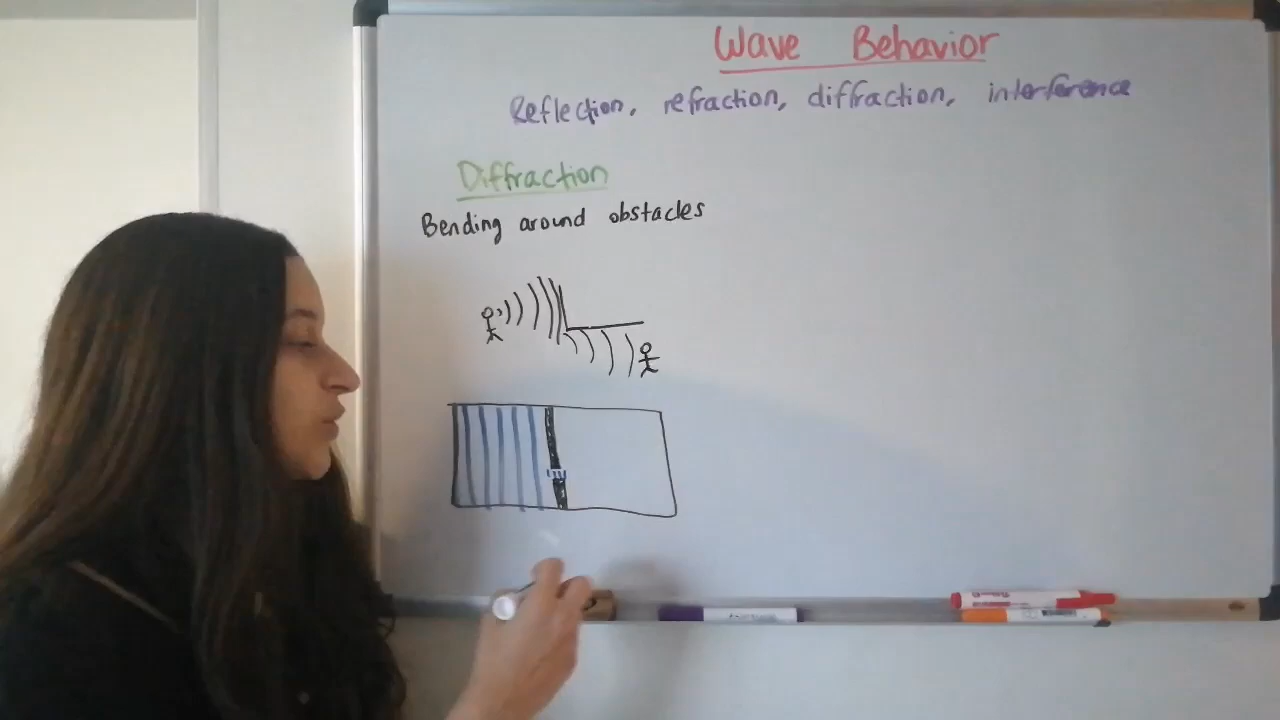 Wave Behavior
Reflection, refraction, diffraction, interference
Diffraction
Bending around obstacles